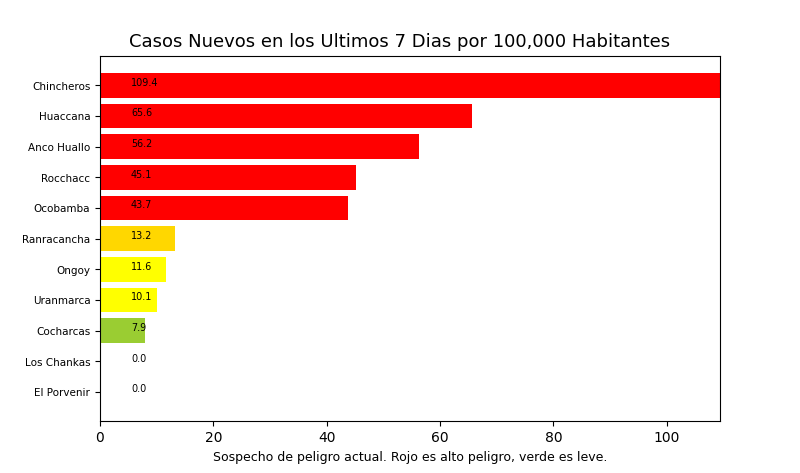 Casos Nuevos en los Ultimos 7 Dias por 100,000 Habitantes
Chincheros 109.4
Huaccana 65.6
Anco Huallo 56.2
Rocchacc 45.1
Ocobamba 43.7
Ranracancha 13.2
Ongoy 11.6
Uranmarca 10.1
Cocharcas 7.9
Los Chankas 0.0
El Porvenir 0.0
0 20 40 60 80 100
Sospecho de peligro actual. Rojo es alto peligro, verde es leve.